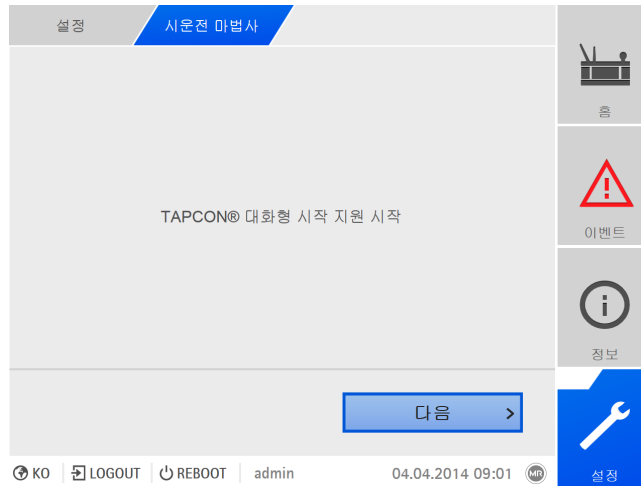 설정
시운전 마법사
홈
이벤트
TAPCON® 대화형 시작 지원 시작
정보
다음
KO LOGOUT REBOOT admin 04.04.2014 09:01 MR
설정